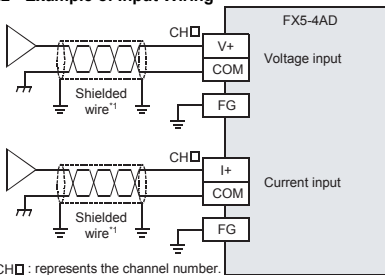 Example of Input Wiring
FX5-4AD
CH□
V+
COM
Voltage input
Shielded
wire*1
FG
CH□
I+
COM
Current input
Shielded
wire*1
FG
CH□ : represents the channel number.